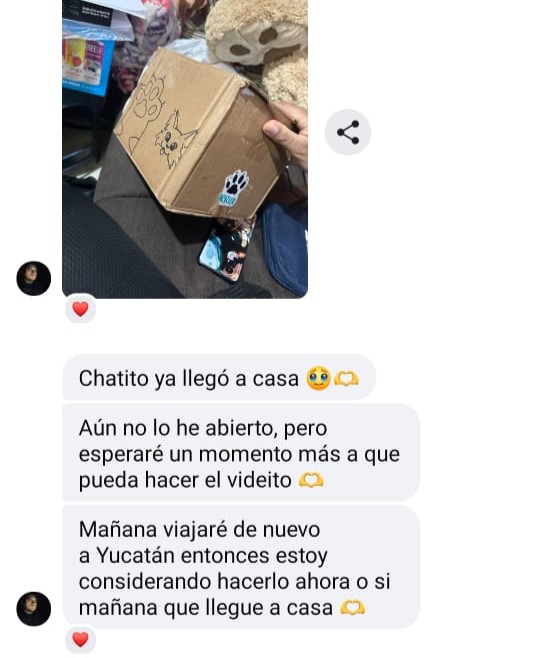 Chatito ya llegó a casa 🥹🫶
Aún no lo he abierto, pero
esperaré un momento más a que
pueda hacer el videito 🫶
Mañana viajaré de nuevo
a Yucatán entonces estoy
considerando hacerlo ahora o si
mañana que llegue a casa 🫶